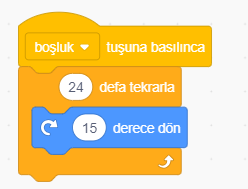 boşluk tuşuna basılınca
24 defa tekrarla
15 derece dön